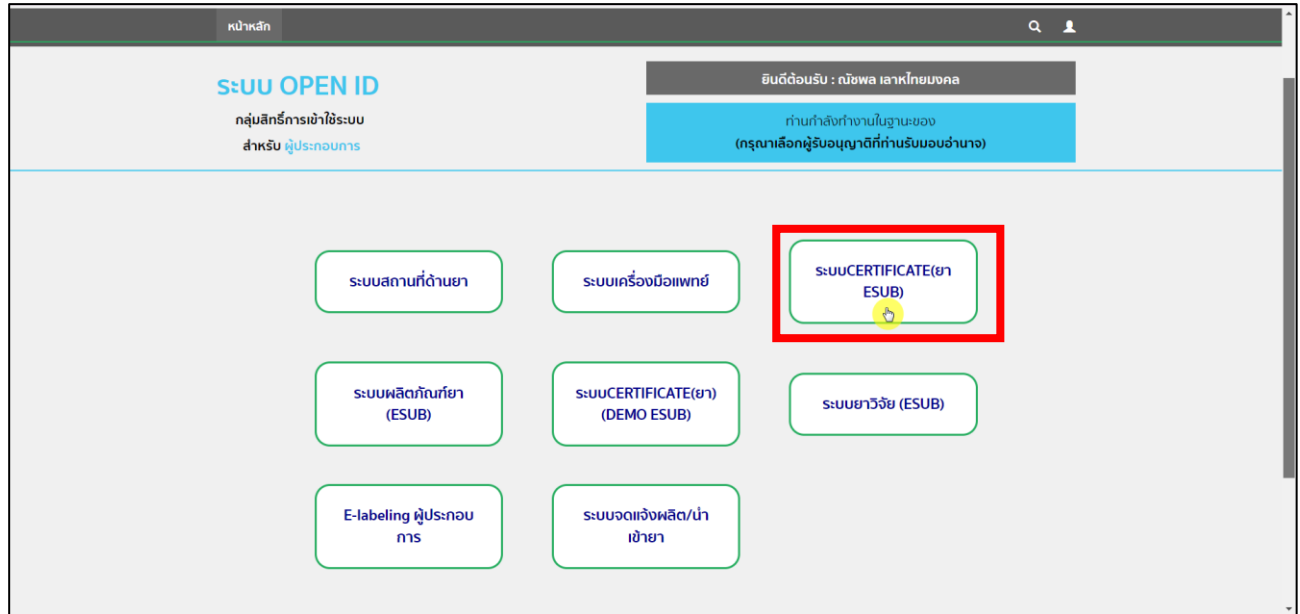 หน้าหลัก
ระบบ OPEN ID
กลุ่มสิทธิ์การเข้าใช้ระบบ
สำหรับ ผู้ประกอบการ
ยินดีต้อนรับ : ณัชพล เลาหไทยมงคล
ท่านกำลังทำงานในฐานะของ
(กรุณาเลือกผู้รับอนุญาติที่ท่านรับมอบอำนาจ)
ระบบสถานที่ด้านยา
ระบบเครื่องมือแพทย์
ระบบCERTIFICATE(ยา
ESUB)
ระบบผลิตภัณฑ์ยา
(ESUB)
ระบบCERTIFICATE(ยา)
(DEMO ESUB)
ระบบยาวิจัย (ESUB)
E-labeling ผู้ประกอบ
การ
ระบบจดแจ้งผลิต/นำ
เข้ายา